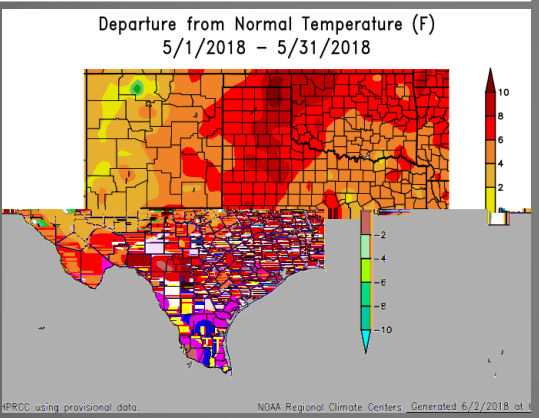 Departure from Normal Temperature (F)
5/1/2018 – 5/31/2018
10
8
6
4
2
-2
-4
-6
-8
-10
HPRCC using provisional data.
NOAA Regional Climate Centers
Generated 6/2/2018 at